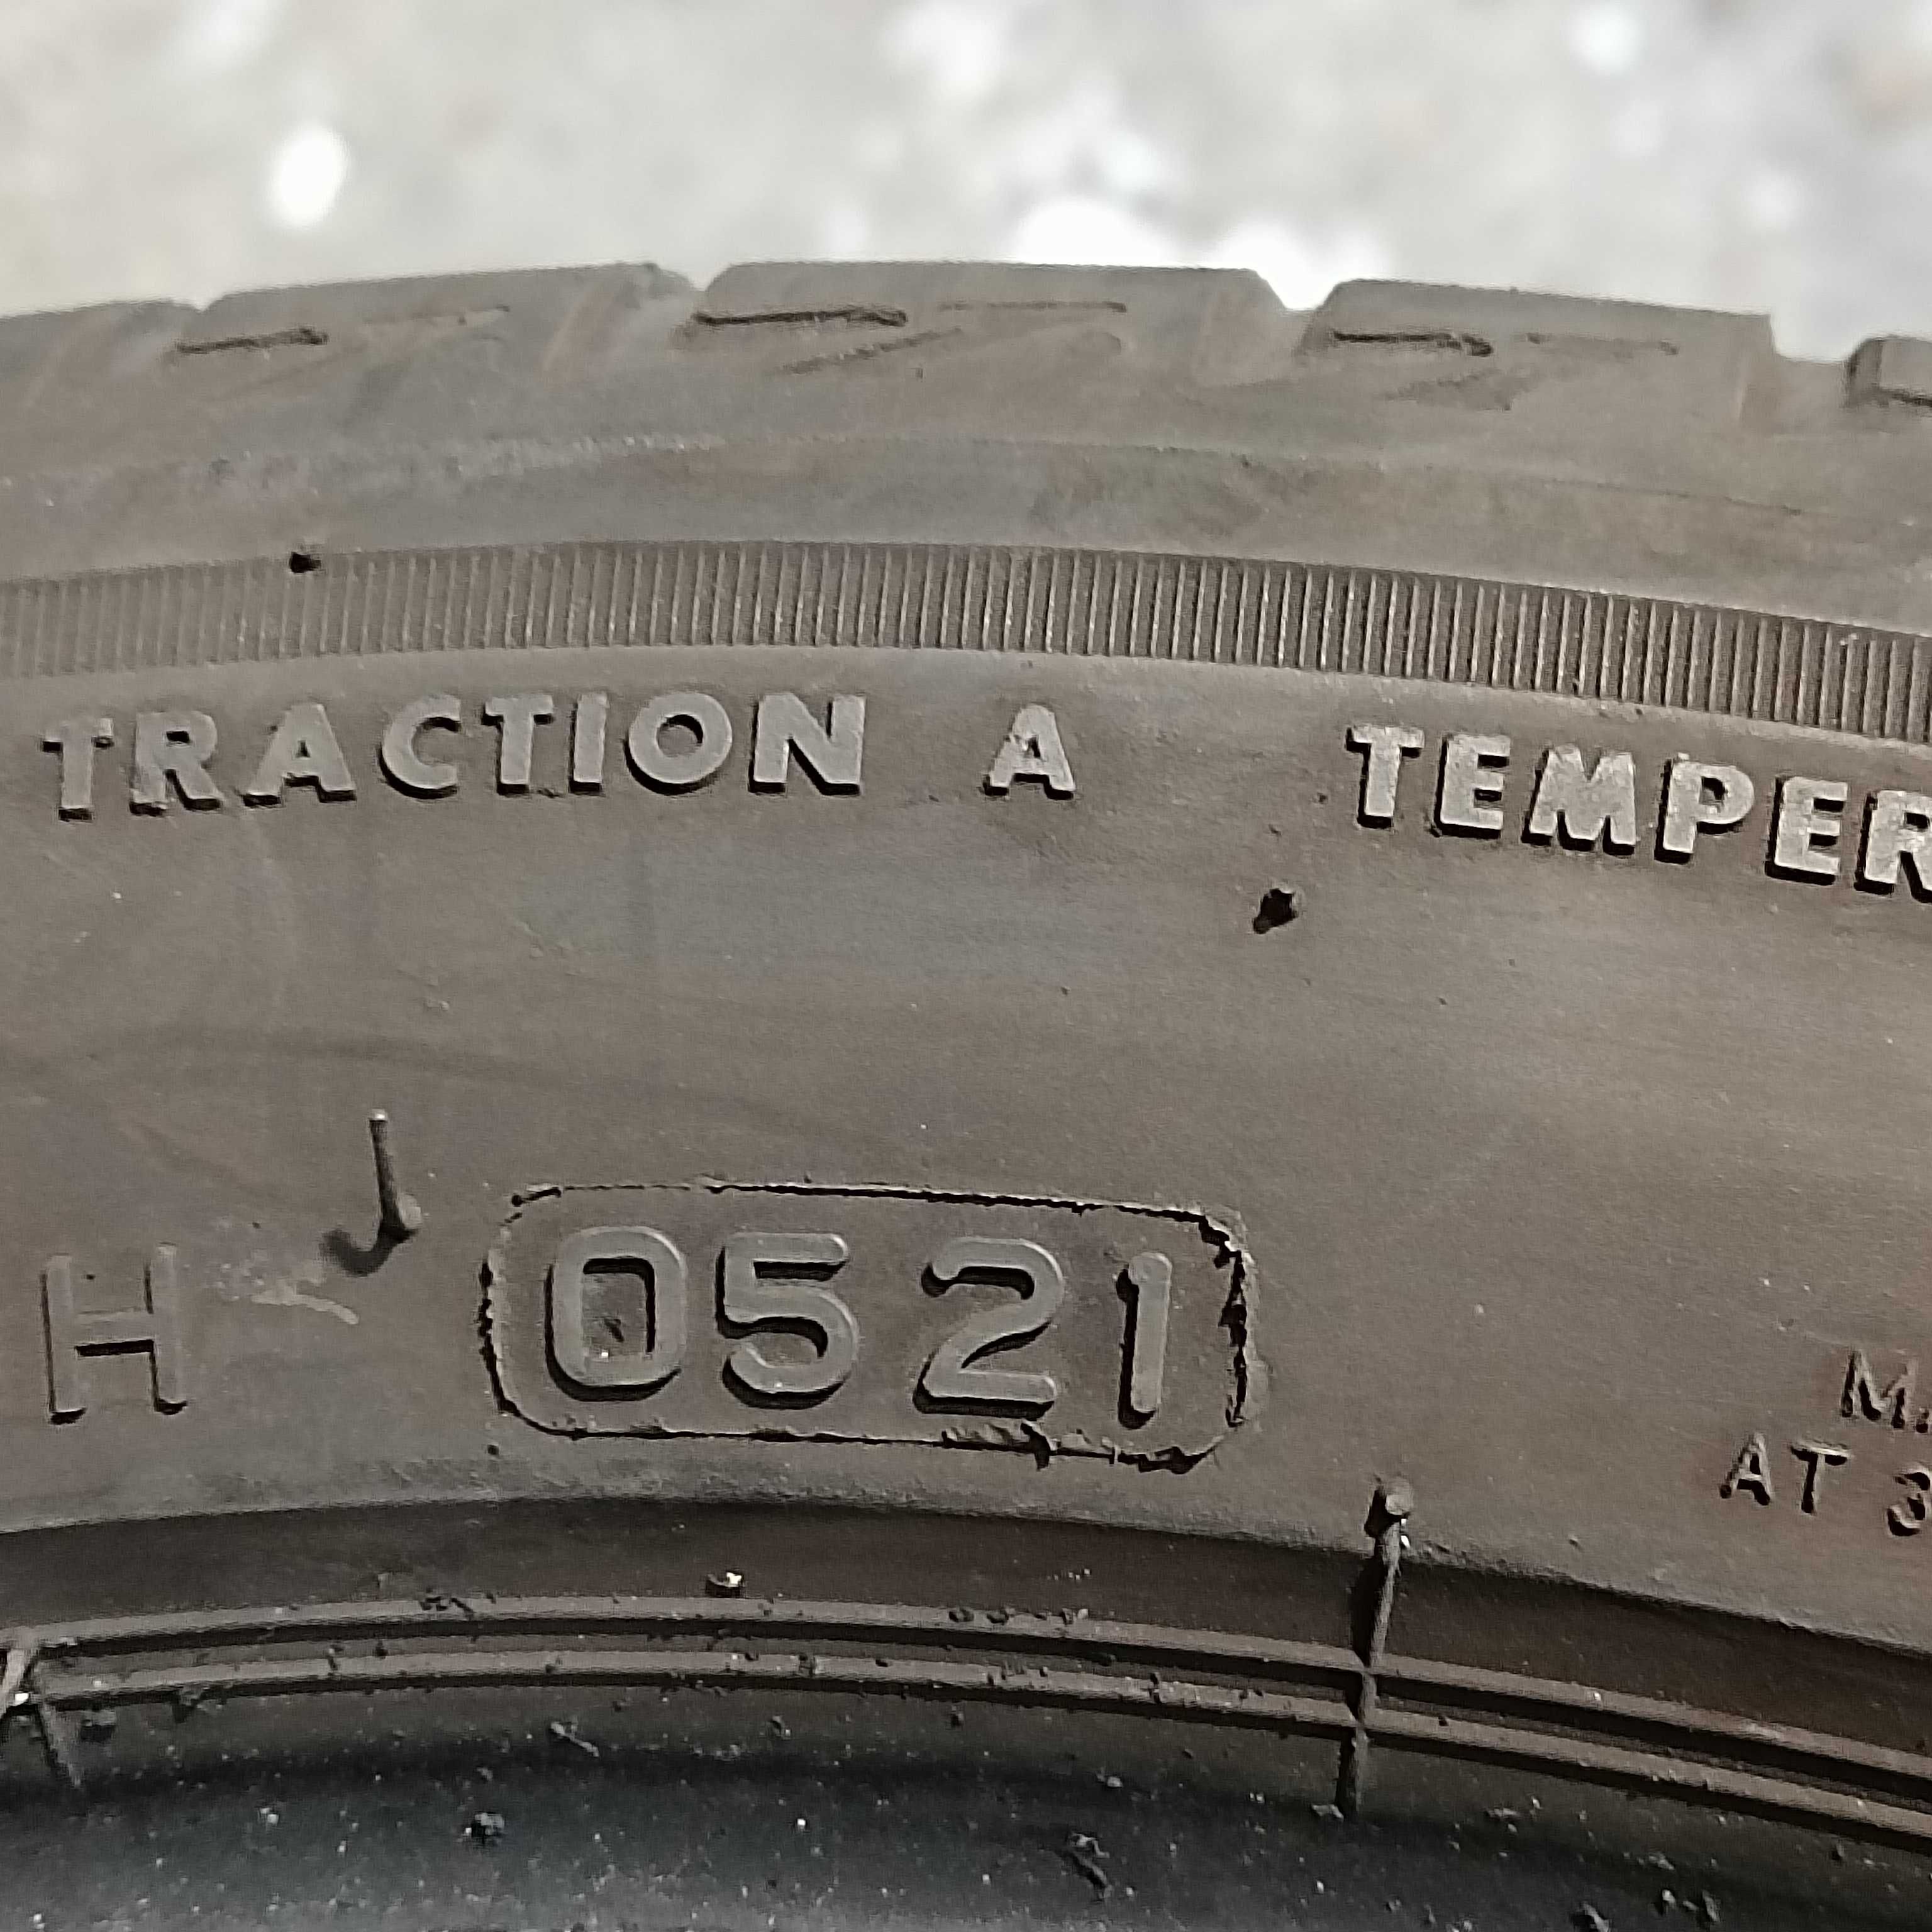 TRACTION A TEMPER
H 0521
M
AT 3